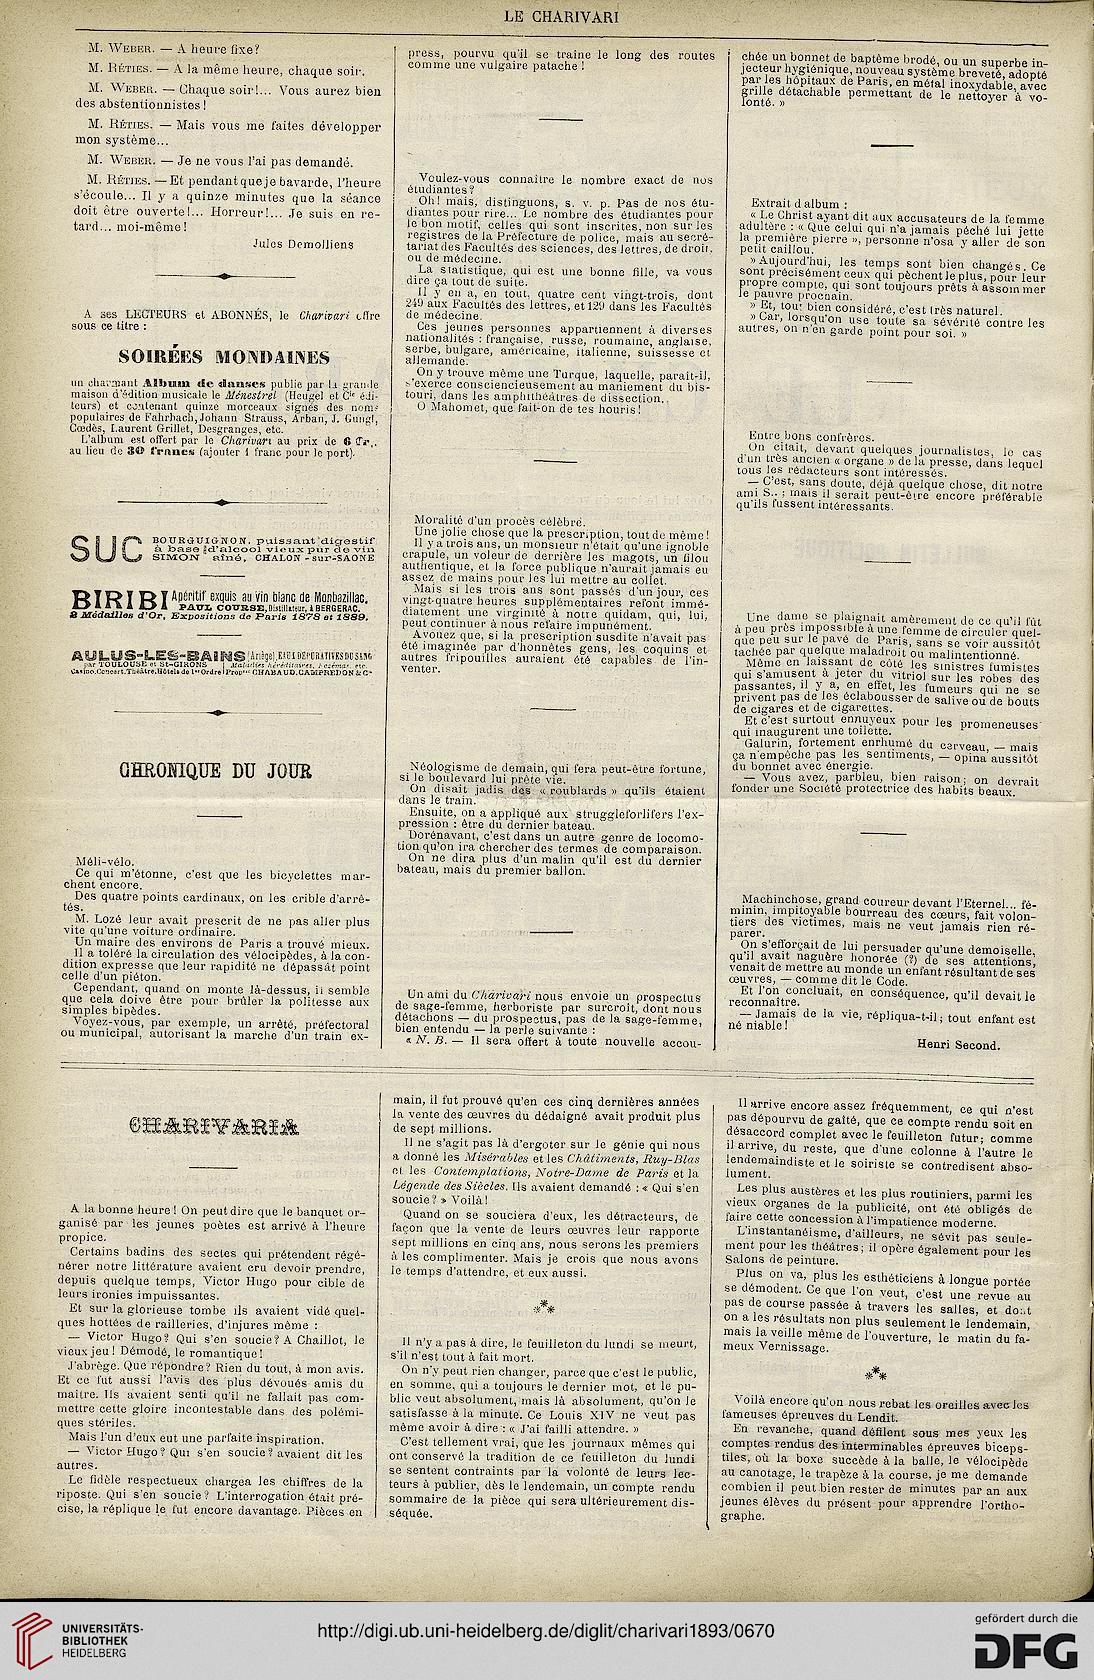 LE CHARIVARI
M. WEBER. — A heure fixe?
M. RÉTIES. — A la même heure, chaque soir.
M. WEBER. — Chaque soir!... Vous aurez bien
des abstentionnistes!
M. RÉTIES. — Mais vous me faites développer
mon système...
M. WEBER. — Je ne vous l'ai pas demandé.
M. RÉTIES. — Et pendant que je bavarde, l'heure
s'écoule... Il y a quinze minutes que la séance
doit être ouverte!... Horreur!... Je suis en re-
tard... moi-même!
Jules Demolliens
A ses LECTEURS et ABONNÉS, le Charivari offre
sous ce titre :
SOIRÉES MONDAINES
un charmant Album de danses publié par la grande
maison d'édition musicale le Ménestrel (Heugel et Cie édi-
teurs) et contenant quinze morceaux signés des noms
populaires de Fahrbach, Johann Strauss, Arban, J. Gungl,
Cœdès, Laurent Grillet, Desgranges, etc.
L'album est offert par le Charivari au prix de 6 fr.,
au lieu de 30 francs (ajouter 1 franc pour le port).
SUC BOURGUIGNON, puissant digestif
à base d'alcool vieux pur de vin
SIMON aîné, CHALON-sur-SAONE
BIRIBI Apéritif exquis au vin blanc de Monbazillac.
PAUL COURSE, Distillateur, à BERGERAC.
2 Médailles d'Or, Expositions de Paris 1878 et 1889.
AULUS-LES-BAINS (Ariège), EAUX DÉPURATIVES DU SANG
par TOULOUSE et St-GIRONS Maladies héréditaires, Eczémas, etc.
Casino. Concert. Théâtre. Hôtels de 1er Ordre | Propres CHABAUD, CAMPREDON & Cie
CHRONIQUE DU JOUR
Méli-vélo.
Ce qui m'étonne, c'est que les bicyclettes mar-
chent encore.
Des quatre points cardinaux, on les crible d'arrê-
tés.
M. Lozé leur avait prescrit de ne pas aller plus
vite qu'une voiture ordinaire.
Un maire des environs de Paris a trouvé mieux.
Il a toléré la circulation des vélocipèdes, à la con-
dition expresse que leur rapidité ne dépassât point
celle d'un piéton.
Cependant, quand on monte là-dessus, il semble
que cela doive être pour brûler la politesse aux
simples bipèdes.
Voyez-vous, par exemple, un arrêté, préfectoral
ou municipal, autorisant la marche d'un train ex-
press, pourvu qu'il se traîne le long des routes
comme une vulgaire patache!
Voulez-vous connaître le nombre exact de nos
étudiantes?
Oh! mais, distinguons, s. v. p. Pas de nos étu-
diantes pour rire... Le nombre des étudiantes pour
le bon motif, celles qui sont inscrites, non sur les
registres de la Préfecture de police, mais au secré-
tariat des Facultés des sciences, des lettres, de droit,
ou de médecine.
La statistique, qui est une bonne fille, va vous
dire ça tout de suite.
Il y en a, en tout, quatre cent vingt-trois, dont
249 aux Facultés des lettres, et 129 dans les Facultés
de médecine.
Ces jeunes personnes appartiennent à diverses
nationalités : française, russe, roumaine, anglaise,
serbe, bulgare, américaine, italienne, suissesse et
allemande.
On y trouve même une Turque, laquelle, paraît-il,
s'exerce consciencieusement au maniement du bis-
touri, dans les amphithéâtres de dissection.
O Mahomet, que fait-on de tes houris!
Moralité d'un procès célèbre.
Une jolie chose que la prescription, tout de même!
Il y a trois ans, un monsieur n'était qu'une ignoble
crapule, un voleur de derrière les magots, un filou
authentique, et la force publique n'aurait jamais eu
assez de mains pour les lui mettre au collet.
Mais si les trois ans sont passés d'un jour, ces
vingt-quatre heures supplémentaires refont immé-
diatement une virginité à notre quidam, qui, lui,
peut continuer à nous refaire impunément.
Avouez que, si la prescription susdite n'avait pas
été imaginée par d'honnêtes gens, les coquins et
autres fripouilles auraient été capables de l'in-
venter.
Néologisme de demain, qui fera peut-être fortune,
si le boulevard lui prête vie.
On disait jadis des « roublards » qu'ils étaient
dans le train.
Ensuite, on a appliqué aux struggleforlifers l'ex-
pression : être du dernier bateau.
Dorénavant, c'est dans un autre genre de locomo-
tion qu'on ira chercher des termes de comparaison.
On ne dira plus d'un malin qu'il est du dernier
bateau, mais du premier ballon.
Un ami du Charivari nous envoie un prospectus
de sage-femme, herboriste par surcroît, dont nous
détachons — du prospectus, pas de la sage-femme,
bien entendu — la perle suivante :
« N. B. — Il sera offert à toute nouvelle accou-
chée un bonnet de baptême brodé, ou un superbe in-
jecteur hygiénique, nouveau système breveté, adopté
par les hôpitaux de Paris, en métal inoxydable, avec
grille détachable permettant de le nettoyer à vo-
lonté. »
Extrait d'album :
« Le Christ ayant dit aux accusateurs de la femme
adultère : « Que celui qui n'a jamais péché lui jette
la première pierre », personne n'osa y aller de son
petit caillou.
» Aujourd'hui, les temps sont bien changés. Ce
sont précisément ceux qui pèchent le plus, pour leur
propre compte, qui sont toujours prêts à assommer
le pauvre prochain.
» Et, tout bien considéré, c'est très naturel.
» Car, lorsqu'on use toute sa sévérité contre les
autres, on n'en garde point pour soi. »
Entre bons confrères.
On citait, devant quelques journalistes, le cas
d'un très ancien « organe » de la presse, dans lequel
tous les rédacteurs sont intéressés.
— C'est, sans doute, déjà quelque chose, dit notre
ami S.. ; mais il serait peut-être encore préférable
qu'ils fussent intéressants.
Une dame se plaignait amèrement de ce qu'il fût
à peu près impossible à une femme de circuler quel-
que peu sur le pavé de Paris, sans se voir aussitôt
tachée par quelque maladroit ou malintentionné.
Même en laissant de côté les sinistres fumistes
qui s'amusent à jeter du vitriol sur les robes des
passantes, il y a, en effet, les fumeurs qui ne se
privent pas de les éclabousser de salive ou de bouts
de cigares et de cigarettes.
Et c'est surtout ennuyeux pour les promeneuses
qui inaugurent une toilette.
Galurin, fortement enrhumé du cerveau, — mais
ça n'empêche pas les sentiments, — opina aussitôt
du bonnet avec énergie.
— Vous avez, parbleu, bien raison; on devrait
fonder une Société protectrice des habits beaux.
Machinchose, grand coureur devant l'Eternel... fé-
minin, impitoyable bourreau des cœurs, fait volon-
tiers des victimes, mais ne veut jamais rien ré-
parer.
On s'efforçait de lui persuader qu'une demoiselle,
qu'il avait naguère honorée (?) de ses attentions,
venait de mettre au monde un enfant résultant de ses
œuvres, — comme dit le Code.
Et l'on concluait, en conséquence, qu'il devait le
reconnaître.
— Jamais de la vie, répliqua-t-il; tout enfant est
né niable!
Henri Second.
CHARIVARIA
A la bonne heure! On peut dire que le banquet or-
ganisé par les jeunes poètes est arrivé à l'heure
propice.
Certains badins des sectes qui prétendent régé-
nérer notre littérature avaient cru devoir prendre,
depuis quelque temps, Victor Hugo pour cible de
leurs ironies impuissantes.
Et sur la glorieuse tombe ils avaient vidé quel-
ques hottées de railleries, d'injures même :
— Victor Hugo? Qui s'en soucie? A Chaillot, le
vieux jeu! Démodé, le romantique!
J'abrège. Que répondre? Rien du tout, à mon avis.
Et ce fut aussi l'avis des plus dévoués amis du
maître. Ils avaient senti qu'il ne fallait pas com-
mettre cette gloire incontestable dans des polémi-
ques stériles.
Mais l'un d'eux eut une parfaite inspiration.
— Victor Hugo? Qui s'en soucie? avaient dit les
autres.
Le fidèle respectueux chargea les chiffres de la
riposte. Qui s'en soucie? L'interrogation était pré-
cise, la réplique le fut encore davantage. Pièces en
main, il fut prouvé qu'en ces cinq dernières années
la vente des œuvres du dédaigné avait produit plus
de sept millions.
Il ne s'agit pas là d'ergoter sur le génie qui nous
a donné les Misérables et les Châtiments, Ruy-Blas
et les Contemplations, Notre-Dame de Paris et la
Légende des Siècles. Ils avaient demandé : « Qui s'en
soucie? » Voilà!
Quand on se souciera d'eux, les détracteurs, de
façon que la vente de leurs œuvres leur rapporte
sept millions en cinq ans, nous serons les premiers
à les complimenter. Mais je crois que nous avons
le temps d'attendre, et eux aussi.
***
Il n'y a pas à dire, le feuilleton du lundi se meurt,
s'il n'est tout à fait mort.
On n'y peut rien changer, parce que c'est le public,
en somme, qui a toujours le dernier mot, et le pu-
blic veut absolument, mais là absolument, qu'on le
satisfasse à la minute. Ce Louis XIV ne veut pas
même avoir à dire : « J'ai failli attendre. »
C'est tellement vrai, que les journaux mêmes qui
ont conservé la tradition de ce feuilleton du lundi
se sentent contraints par la volonté de leurs lec-
teurs à publier, dès le lendemain, un compte rendu
sommaire de la pièce qui sera ultérieurement dis-
séquée.
Il arrive encore assez fréquemment, ce qui n'est
pas dépourvu de gaîté, que ce compte rendu soit en
désaccord complet avec le feuilleton futur; comme
il arrive, du reste, que d'une colonne à l'autre le
lendemaindiste et le soiriste se contredisent abso-
lument.
Les plus austères et les plus routiniers, parmi les
vieux organes de la publicité, ont été obligés de
faire cette concession à l'impatience moderne.
L'instantanéisme, d'ailleurs, ne sévit pas seule-
ment pour les théâtres; il opère également pour les
Salons de peinture.
Plus on va, plus les esthéticiens à longue portée
se démodent. Ce que l'on veut, c'est une revue au
pas de course passée à travers les salles, et dont
on a les résultats non plus seulement le lendemain,
mais la veille même de l'ouverture, le matin du fa-
meux Vernissage.
***
Voilà encore qu'on nous rebat les oreilles avec les
fameuses épreuves du Lendit.
En revanche, quand défilent sous mes yeux les
comptes rendus des interminables épreuves biceps-
tiles, où la boxe succède à la balle, le vélocipède
au canotage, le trapèze à la course, je me demande
combien il peut bien rester de minutes par an aux
jeunes élèves du présent pour apprendre l'ortho-
graphe.
UNIVERSITÄTS-
BIBLIOTHEK
HEIDELBERG
http://digi.ub.uni-heidelberg.de/diglit/charivari1893/0670
gefördert durch die
DFG